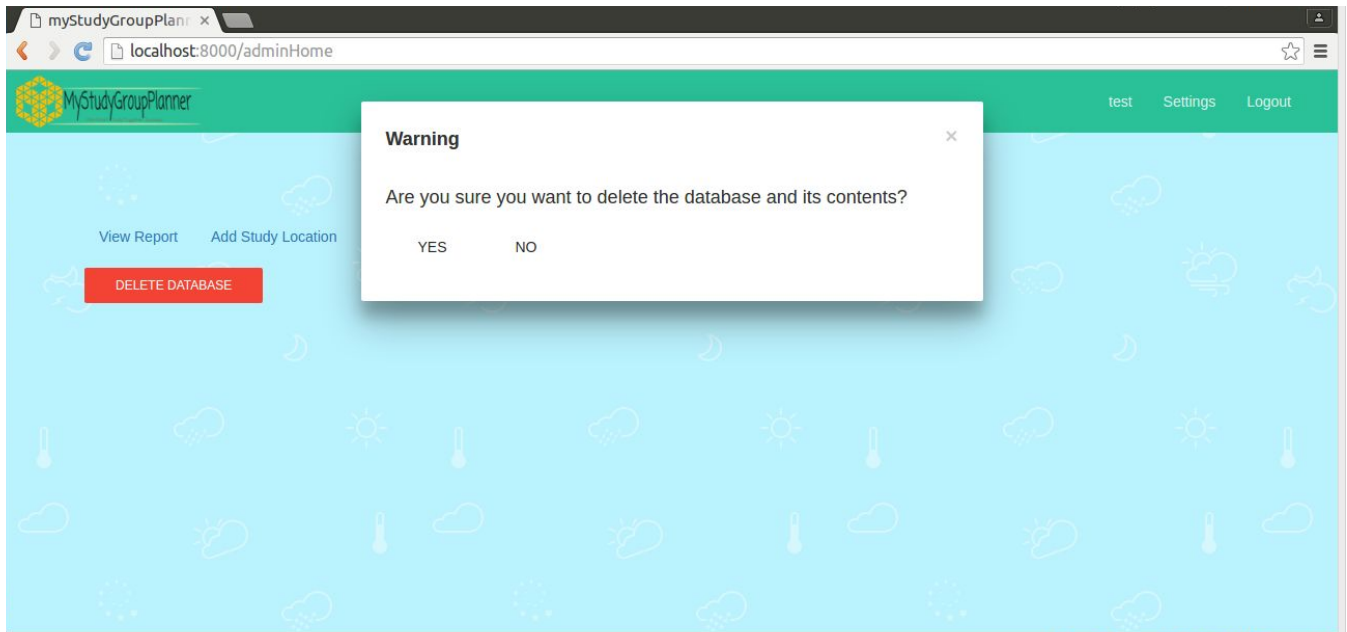 myStudyGroupPlan
localhost:8000/adminHome
MyStudyGroupPlanner
test Settings Logout
Warning ×
Are you sure you want to delete the database and its contents?
YES NO
View Report Add Study Location
DELETE DATABASE